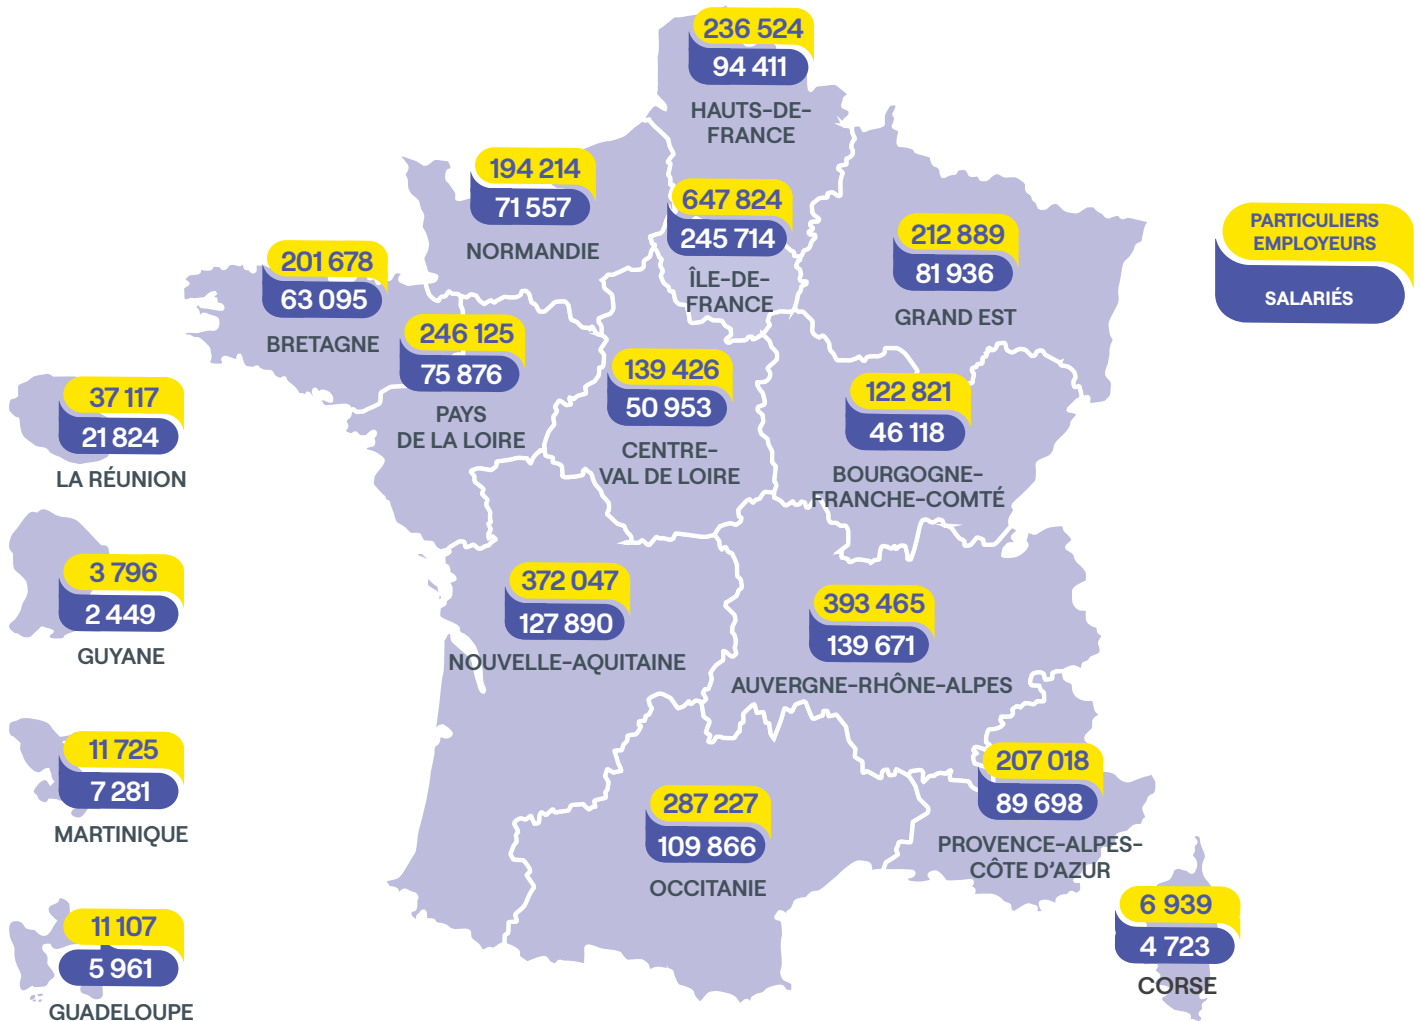 236 524
94 411
HAUTS-DE-
FRANCE
194 214
71 557
NORMANDIE
647 824
245 714
ÎLE-DE-
FRANCE
212 889
81 936
GRAND EST
PARTICULIERS
EMPLOYEURS
SALARIÉS
201 678
63 095
BRETAGNE
246 125
75 876
PAYS
DE LA LOIRE
139 426
50 953
CENTRE-
VAL DE LOIRE
122 821
46 118
BOURGOGNE-
FRANCHE-COMTÉ
37 117
21 824
LA RÉUNION
3 796
2 449
GUYANE
372 047
127 890
NOUVELLE-AQUITAINE
393 465
139 671
AUVERGNE-RHÔNE-ALPES
11 725
7 281
MARTINIQUE
287 227
109 866
OCCITANIE
207 018
89 698
PROVENCE-ALPES-
CÔTE D'AZUR
6 939
4 723
CORSE
11 107
5 961
GUADELOUPE